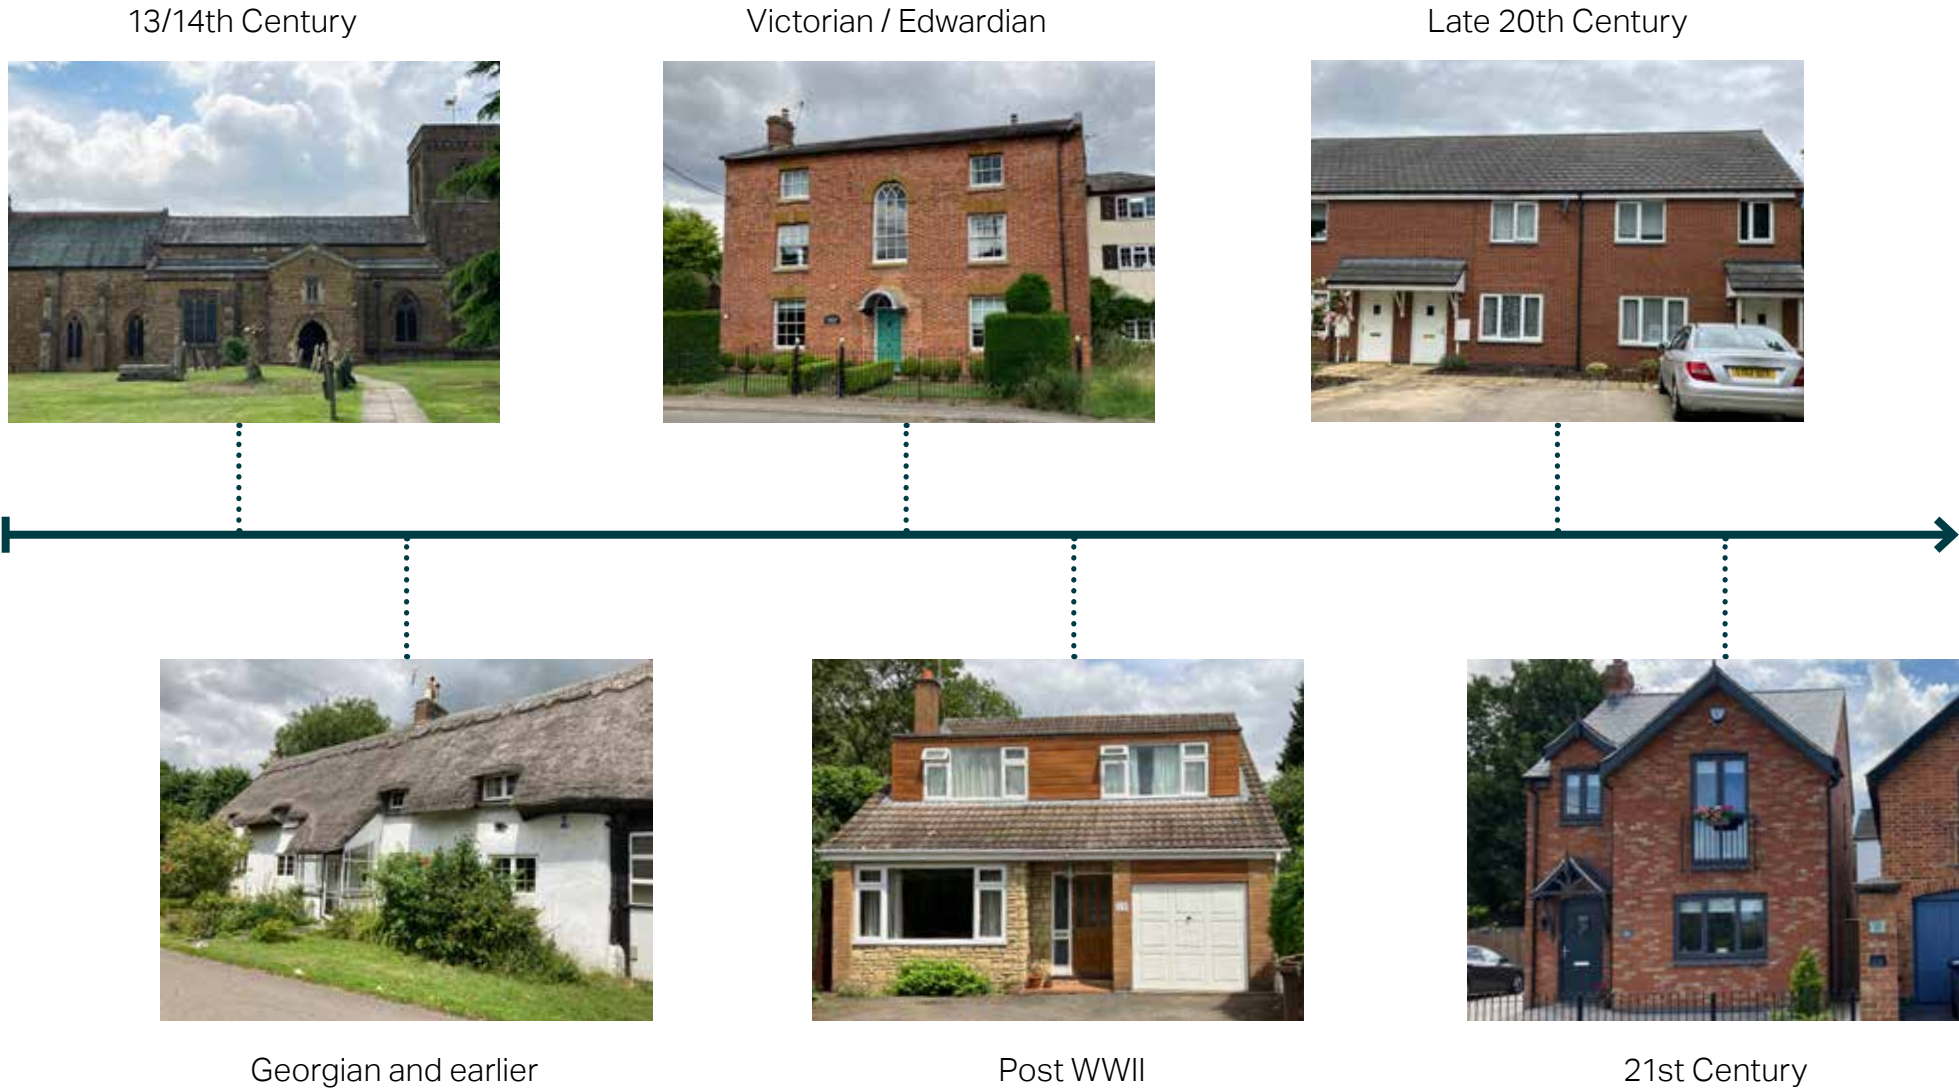 13/14th Century
Victorian / Edwardian
Late 20th Century
Georgian and earlier
Post WWII
21st Century